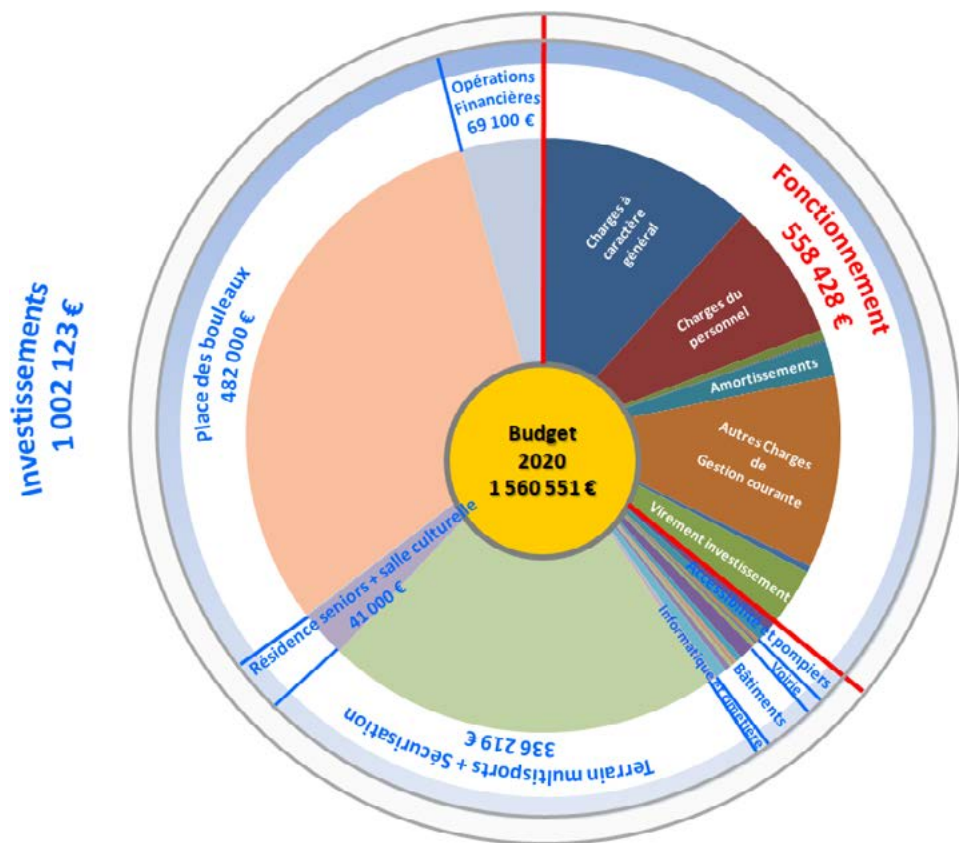 Investissements
1 002 123 €
Opérations
Financières
69 100 €
Fonctionnement
558 428 €
Charges à
caractère
général
Charges du
personnel
Amortissements
Autres Charges
de
Gestion courante
Virement investissement
Accessibilité et pompiers
Voirie
Bâtiments
Informatique et cimetière
Terrain multisports + Sécurisation
336 219 €
Résidence seniors + salle culturelle
41 000 €
Place des bouleaux
482 000 €
Budget
2020
1 560 551 €